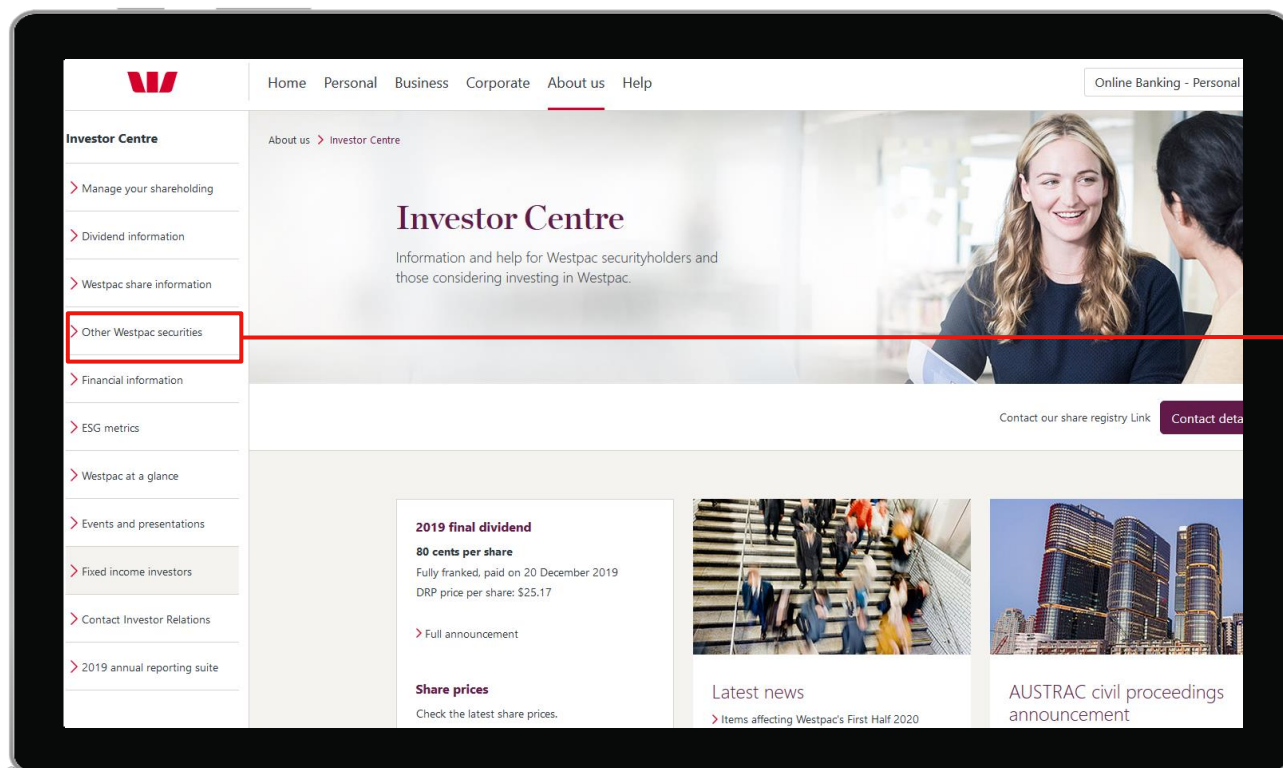 Home Personal Business Corporate About us Help
Online Banking - Personal
Investor Centre
Manage your shareholding
Dividend information
Westpac share information
Other Westpac securities
Financial information
ESG metrics
Westpac at a glance
Events and presentations
Fixed income investors
Contact Investor Relations
2019 annual reporting suite
About us > Investor Centre
Investor Centre
Information and help for Westpac securityholders and
those considering investing in Westpac.
Contact our share registry Link
Contact deta
2019 final dividend
80 cents per share
Fully franked, paid on 20 December 2019
DRP price per share: $25.17
Full announcement
Share prices
Check the latest share prices.
Latest news
Items affecting Westpac's First Half 2020
AUSTRAC civil proceedings
announcement